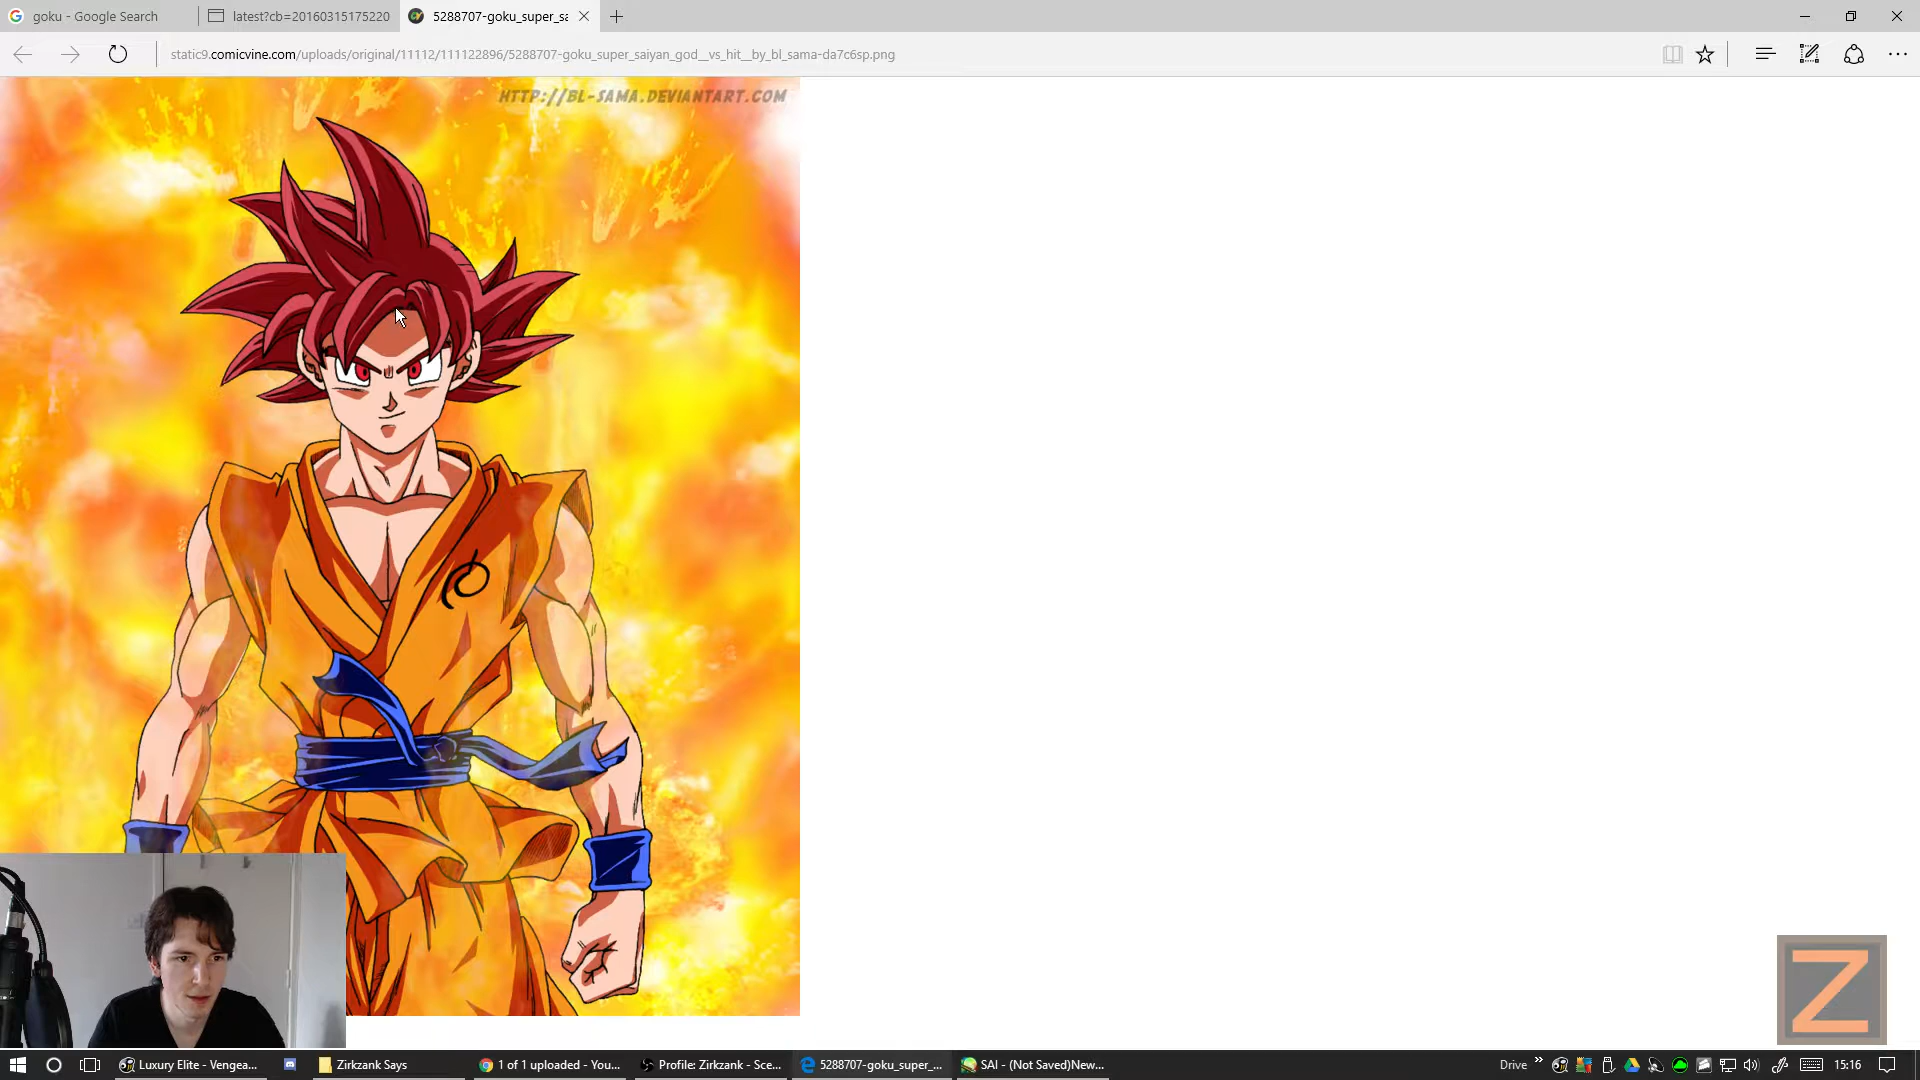 goku - Google Search
latest?cb=20160315175220
5288707-goku_super_sa
static9.comicvine.com/uploads/original/11112/111122896/5288707-goku_super_saiyan_god__vs_hit__by_bl_sama-da7c6sp.png
HTTP://BL-SAMA.DEVIANTART.COM
Z
Luxury Elite - Vengea...
Zirkzank Says
1 of 1 uploaded - You...
Profile: Zirkzank - Sce...
5288707-goku_super_...
SAI - (Not Saved)New...
Drive
15:16